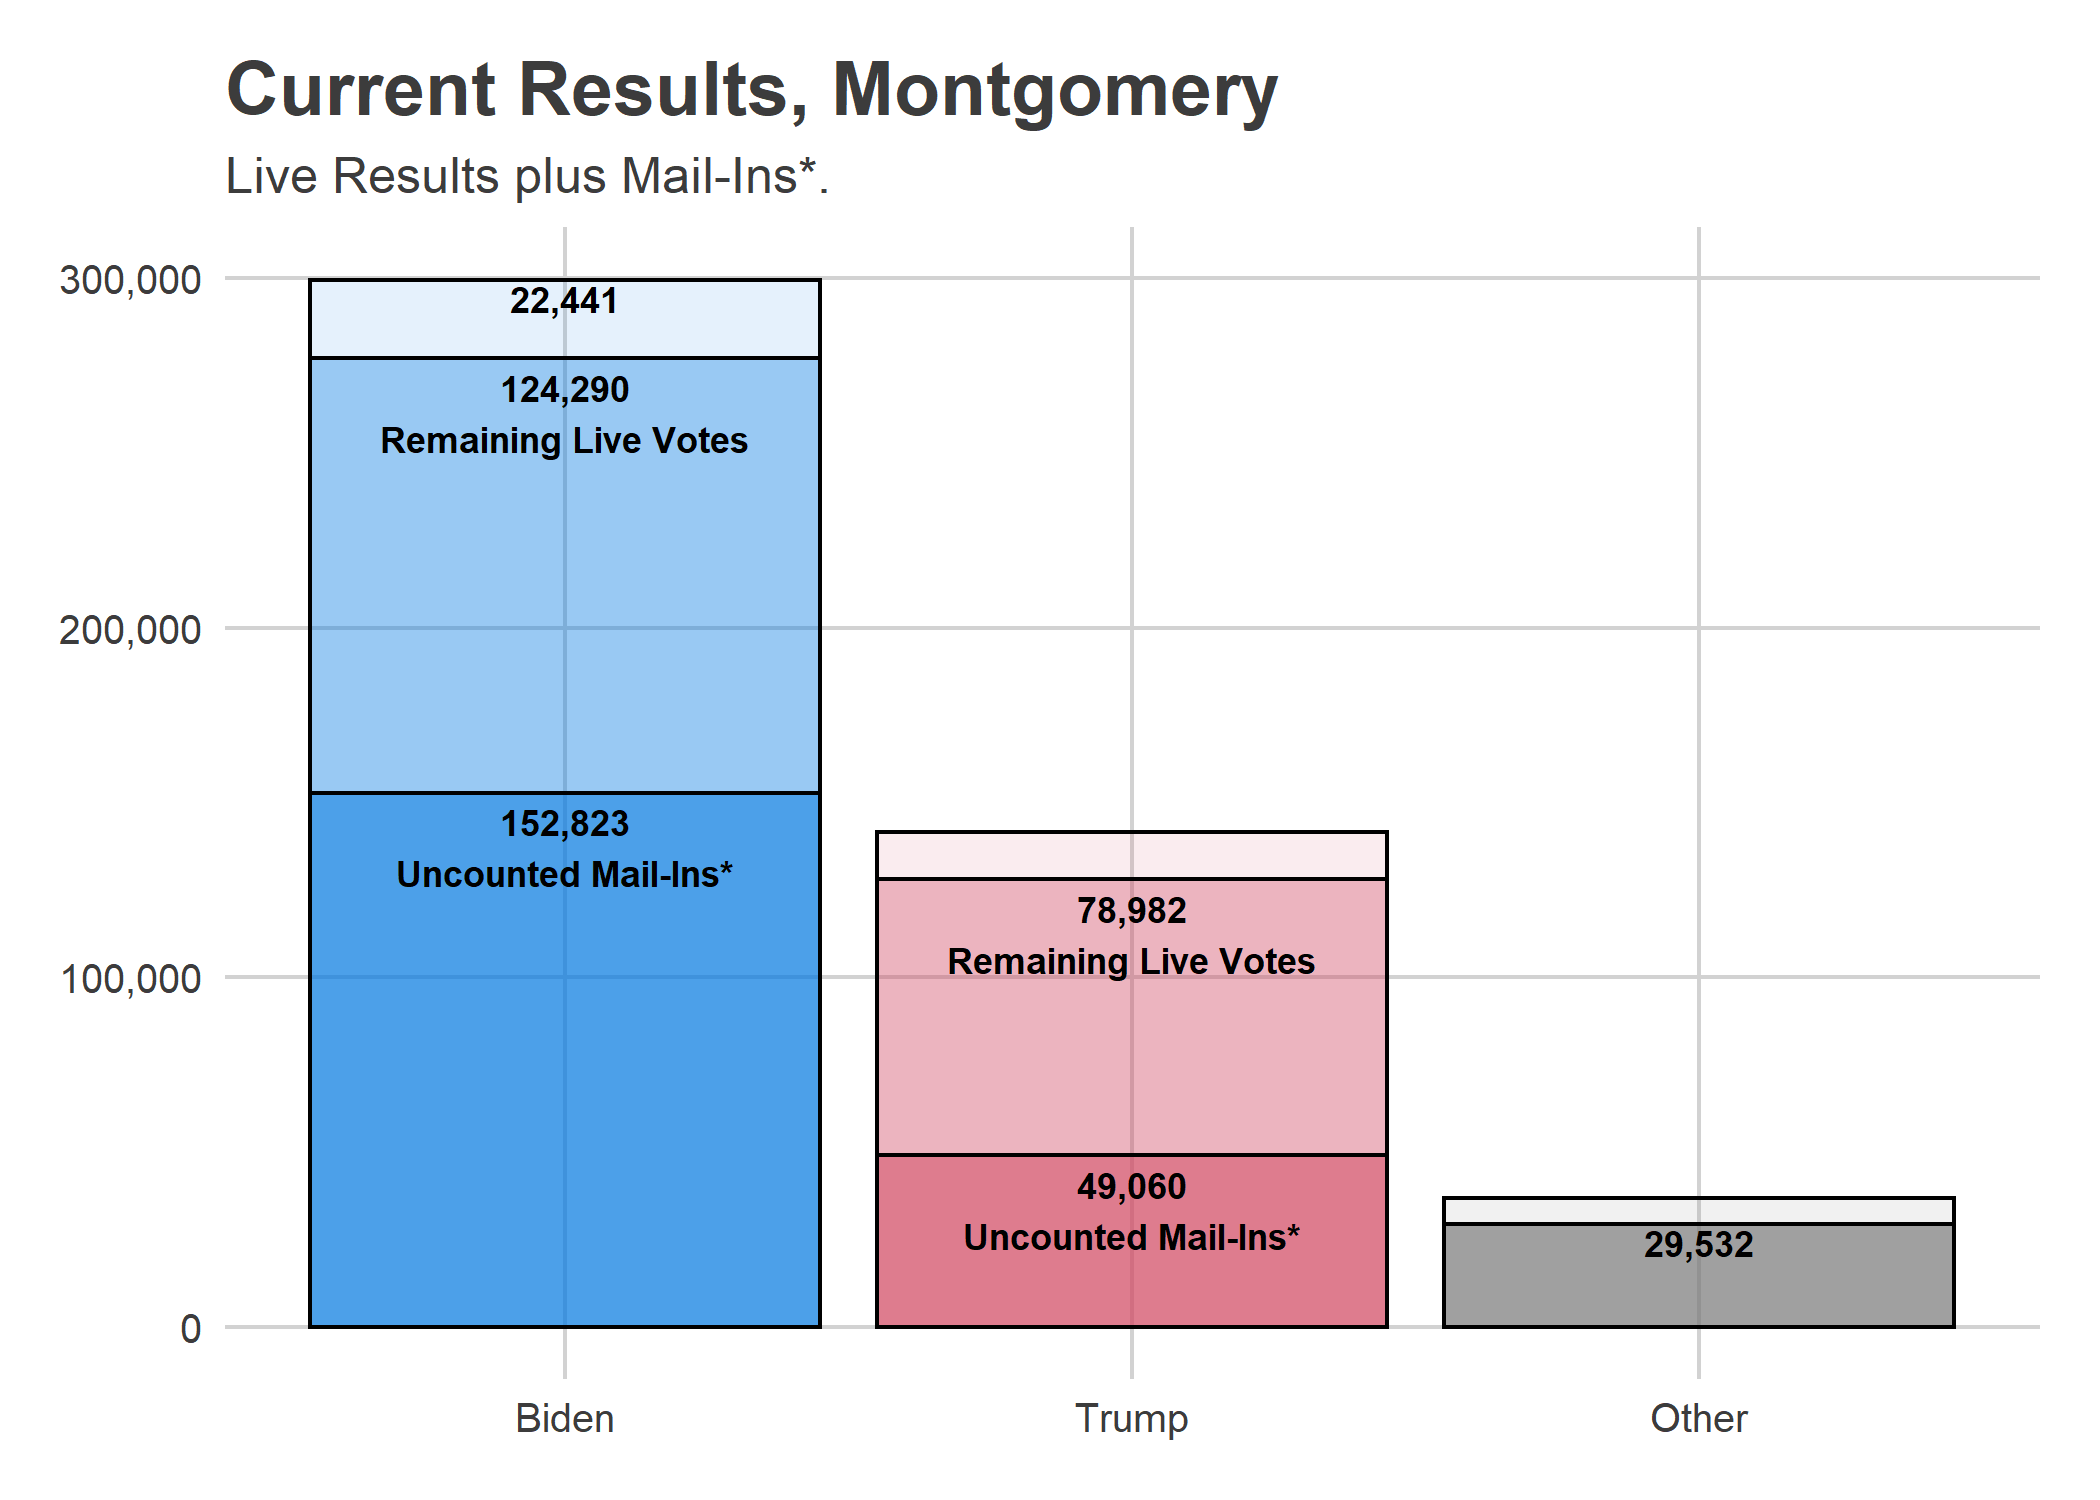 Current Results, Montgomery
Live Results plus Mail-Ins*.
300,000
200,000
100,000
0
22,441
124,290
Remaining Live Votes
152,823
Uncounted Mail-Ins*
78,982
Remaining Live Votes
49,060
Uncounted Mail-Ins*
29,532
Biden
Trump
Other